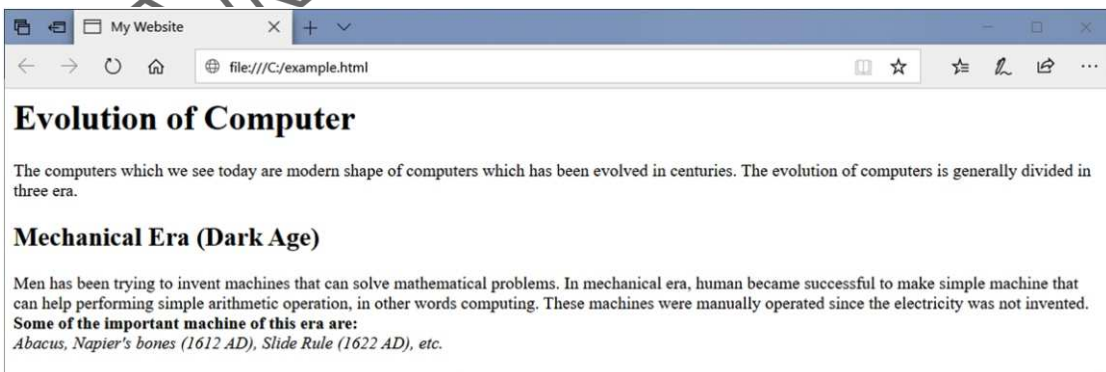 My Website
file:///C:/example.html
Evolution of Computer
The computers which we see today are modern shape of computers which has been evolved in centuries. The evolution of computers is generally divided in
three era.
Mechanical Era (Dark Age)
Men has been trying to invent machines that can solve mathematical problems. In mechanical era, human became successful to make simple machine that
can help performing simple arithmetic operation, in other words computing. These machines were manually operated since the electricity was not invented.
Some of the important machine of this era are:
Abacus, Napier's bones (1612 AD), Slide Rule (1622 AD), etc.